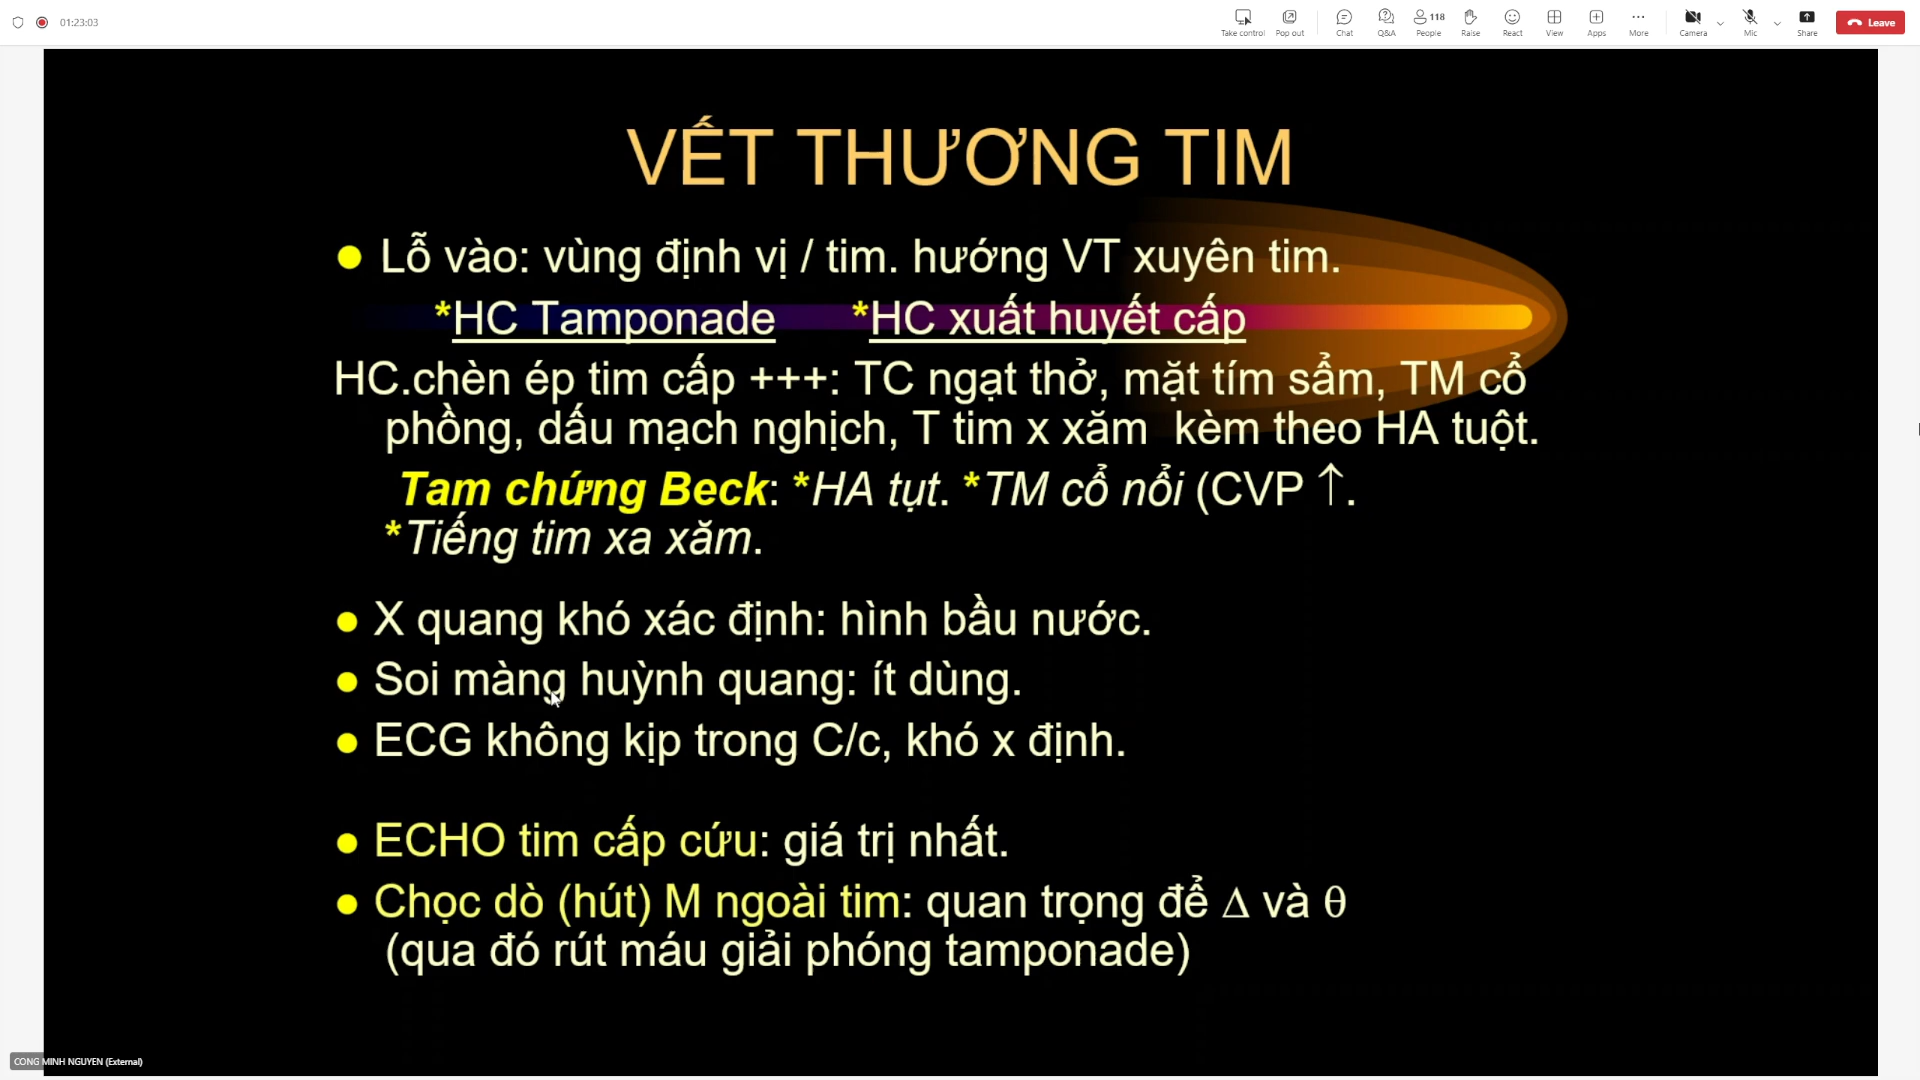 01:23:03
Take control Pop out Chat Q&A 118 People Raise React View Apps More Camera Mic Share Leave
VẾT THƯƠNG TIM
Lỗ vào: vùng định vị / tim. hướng VT xuyên tim.
*HC Tamponade *HC xuất huyết cấp
HC.chèn ép tim cấp +++: TC ngạt thở, mặt tím sẩm, TM cổ
phồng, dấu mạch nghịch, T tim x xăm kèm theo HA tuột.
Tam chứng Beck: *HA tụt. *TM cổ nổi (CVP ↑.
*Tiếng tim xa xăm.
X quang khó xác định: hình bầu nước.
Soi màng huỳnh quang: ít dùng.
ECG không kịp trong C/c, khó x định.
ECHO tim cấp cứu: giá trị nhất.
Chọc dò (hút) M ngoài tim: quan trọng để Δ và θ
(qua đó rút máu giải phóng tamponade)
CONG MINH NGUYEN (External)